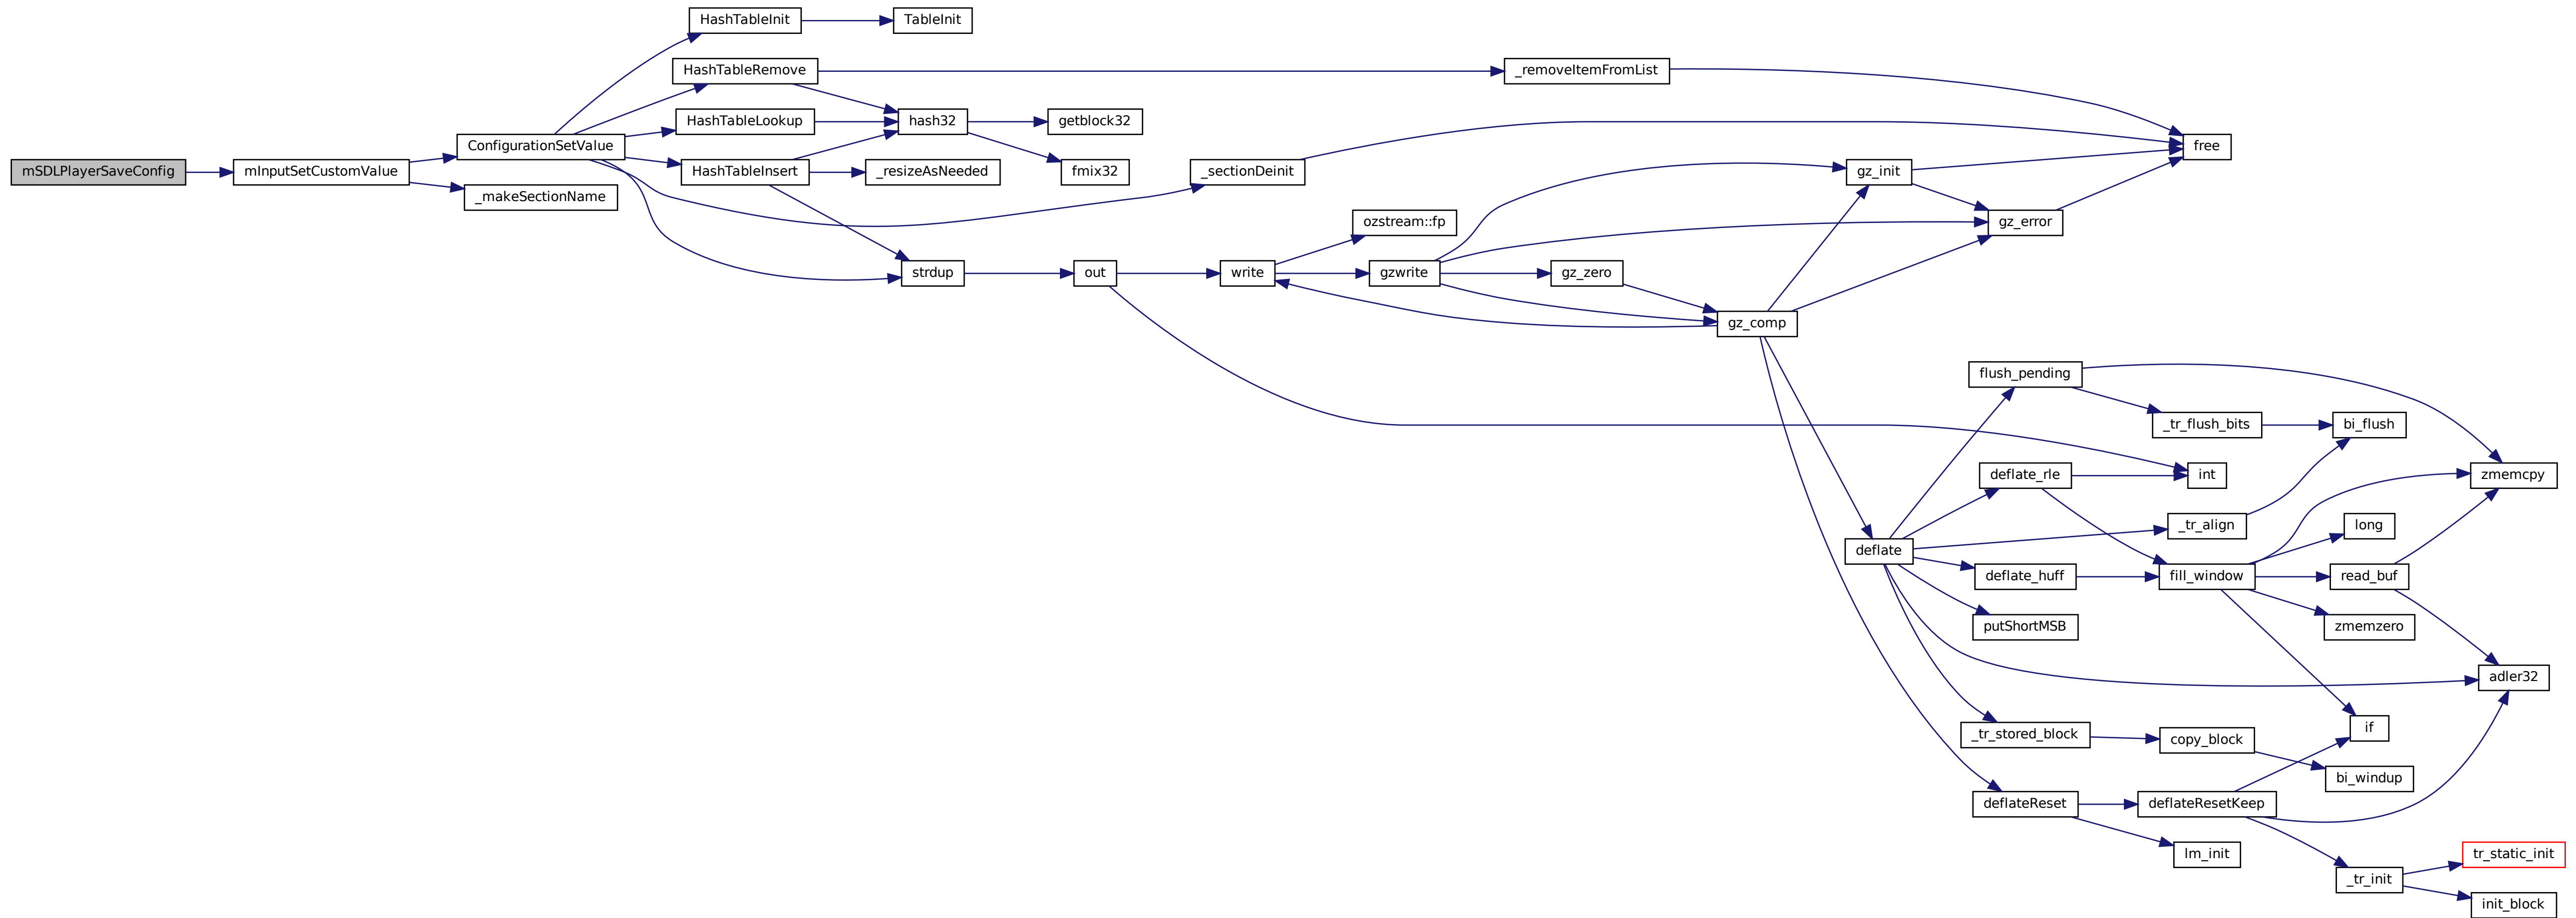 mSDLPlayerSaveConfig
mInputSetCustomValue
ConfigurationSetValue
_makeSectionName
HashTableInit
TableInit
HashTableRemove
HashTableLookup
HashTableInsert
hash32
_resizeAsNeeded
strdup
getblock32
fmix32
_sectionDeinit
out
write
ozstream::fp
gzwrite
_removeItemFromList
gz_zero
gz_comp
gz_init
gz_error
free
flush_pending
_tr_flush_bits
bi_flush
zmemcpy
deflate_rle
int
_tr_align
long
deflate
deflate_huff
fill_window
read_buf
putShortMSB
zmemzero
adler32
_tr_stored_block
copy_block
if
bi_windup
deflateReset
deflateResetKeep
lm_init
_tr_init
tr_static_init
init_block